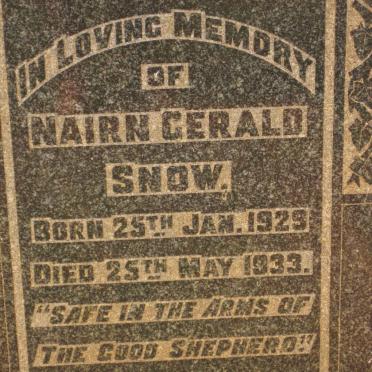 IN LOVING MEMORY
OF
NAIRN GERALD
SNOW.
BORN 25TH JAN. 1929
DIED 25TH MAY 1933.
"SAFE IN THE ARMS OF
THE GOOD SHEPHERD"